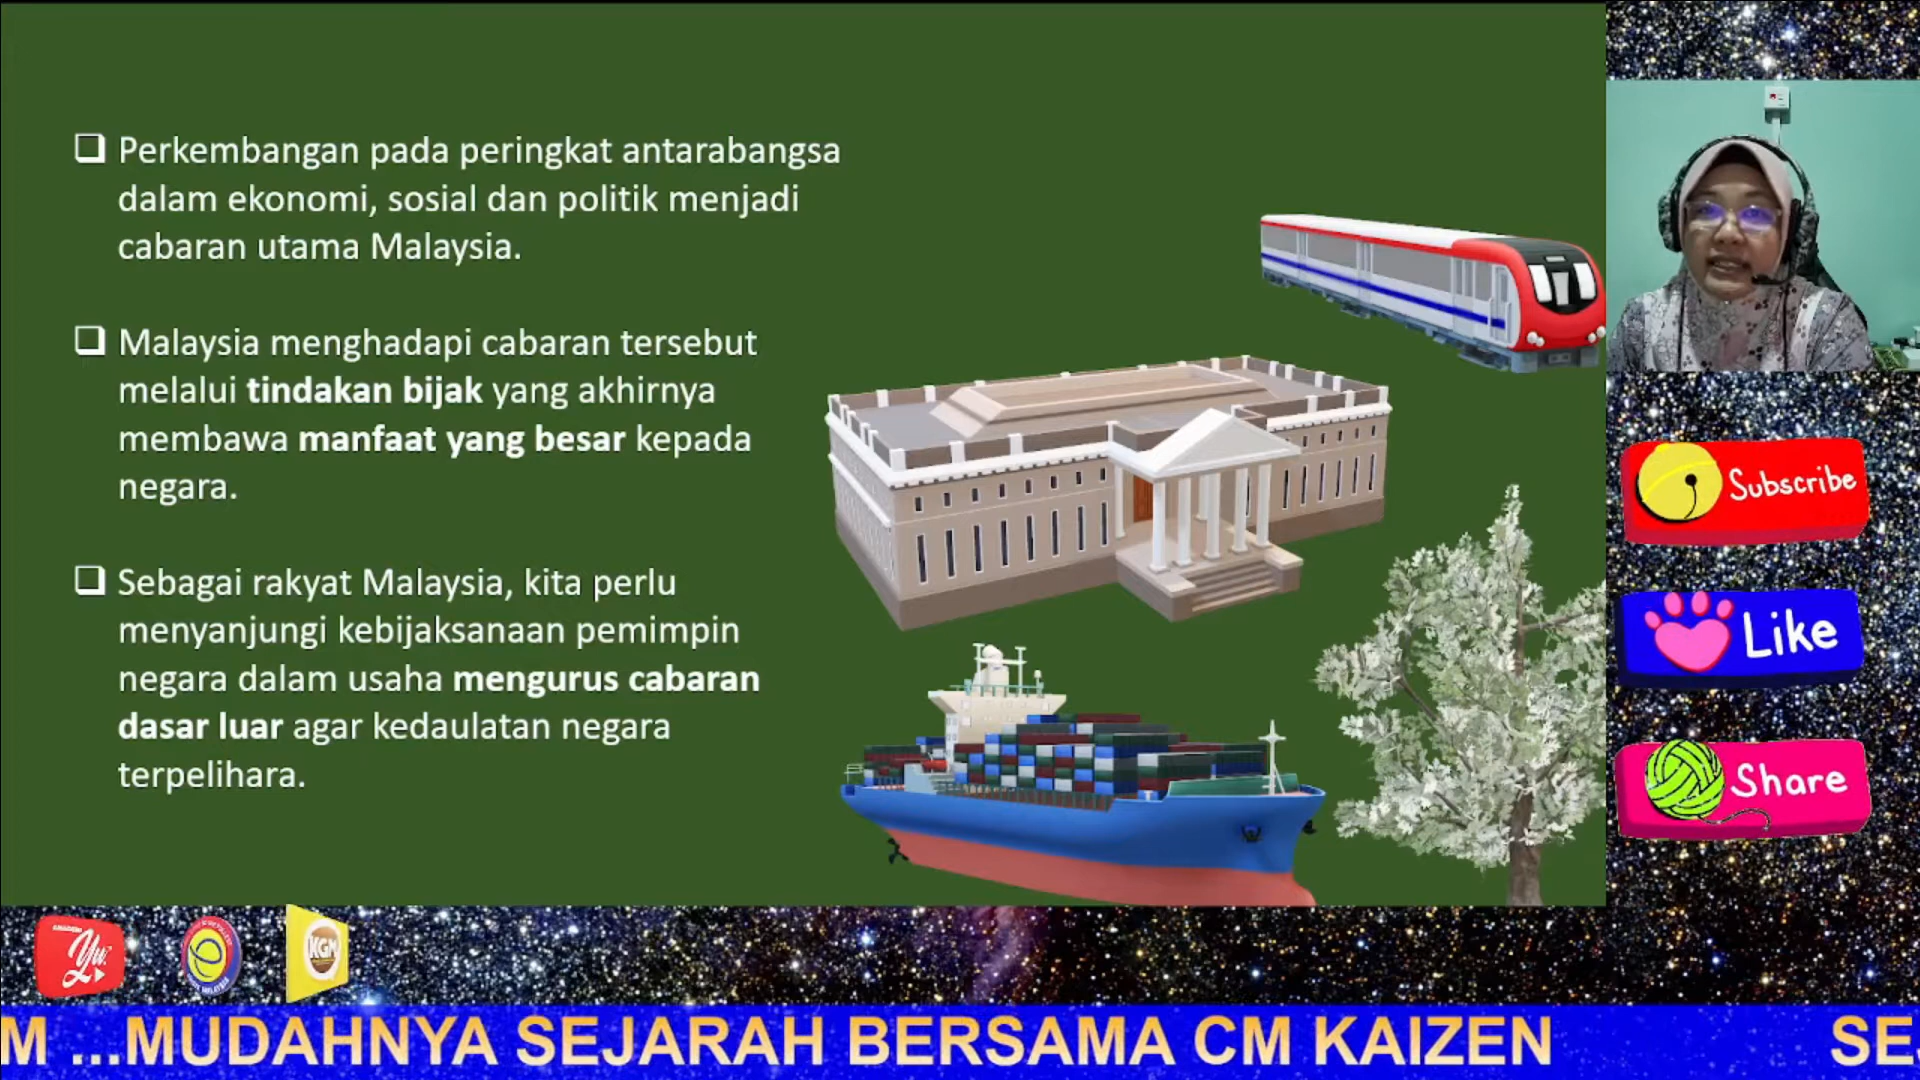 Perkembangan pada peringkat antarabangsa
dalam ekonomi, sosial dan politik menjadi
cabaran utama Malaysia.
Malaysia menghadapi cabaran tersebut
melalui tindakan bijak yang akhirnya
membawa manfaat yang besar kepada
negara.
Sebagai rakyat Malaysia, kita perlu
menyanjungi kebijaksanaan pemimpin
negara dalam usaha mengurus cabaran
dasar luar agar kedaulatan negara
terpelihara.
Subscribe
Like
Share
Yu
KGM
M ...MUDAHNYA SEJARAH BERSAMA CM KAIZEN
SE